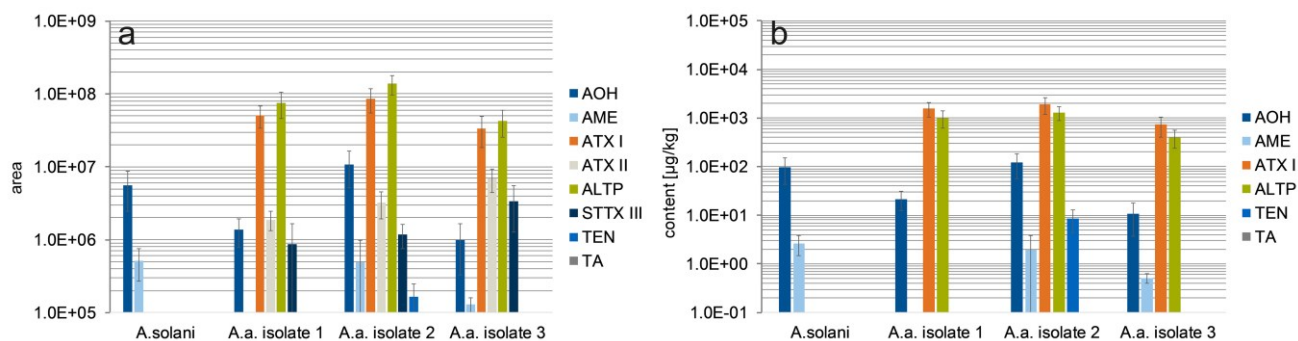 a
1.0E+09
1.0E+08
1.0E+07
1.0E+06
1.0E+05
area
A.solani
A.a. isolate 1
A.a. isolate 2
A.a. isolate 3
AOH
AME
ATX I
ATX II
ALTP
STTX III
TEN
TA
b
1.0E+05
1.0E+04
1.0E+03
1.0E+02
1.0E+01
1.0E+00
1.0E-01
content [µg/kg]
A.solani
A.a. isolate 1
A.a. isolate 2
A.a. isolate 3
AOH
AME
ATX I
ALTP
TEN
TA